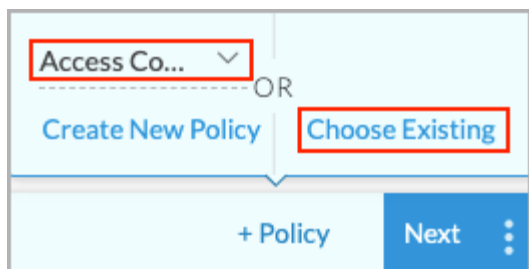 Access Co...
OR
Create New Policy Choose Existing
+ Policy Next